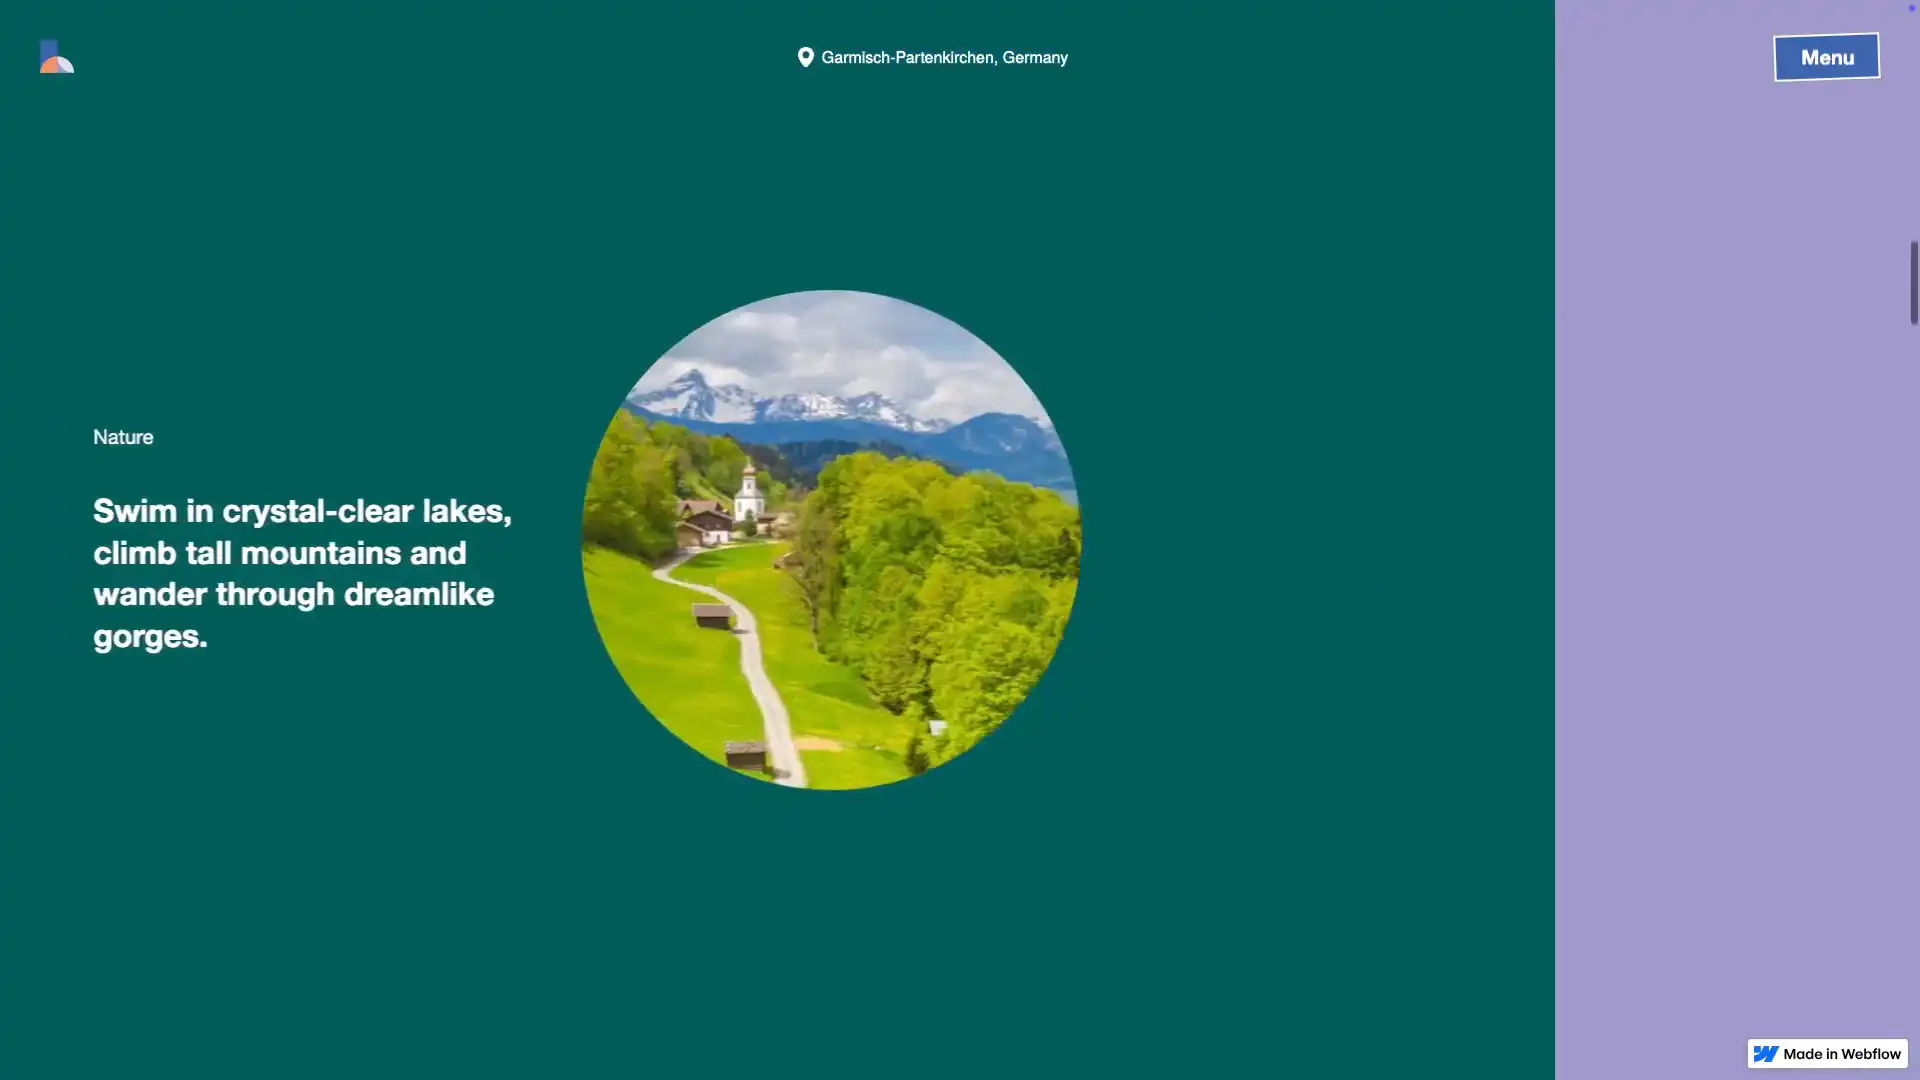 Garmisch-Partenkirchen, Germany
Menu
Nature
Swim in crystal-clear lakes,
climb tall mountains and
wander through dreamlike
gorges.
Made in Webflow